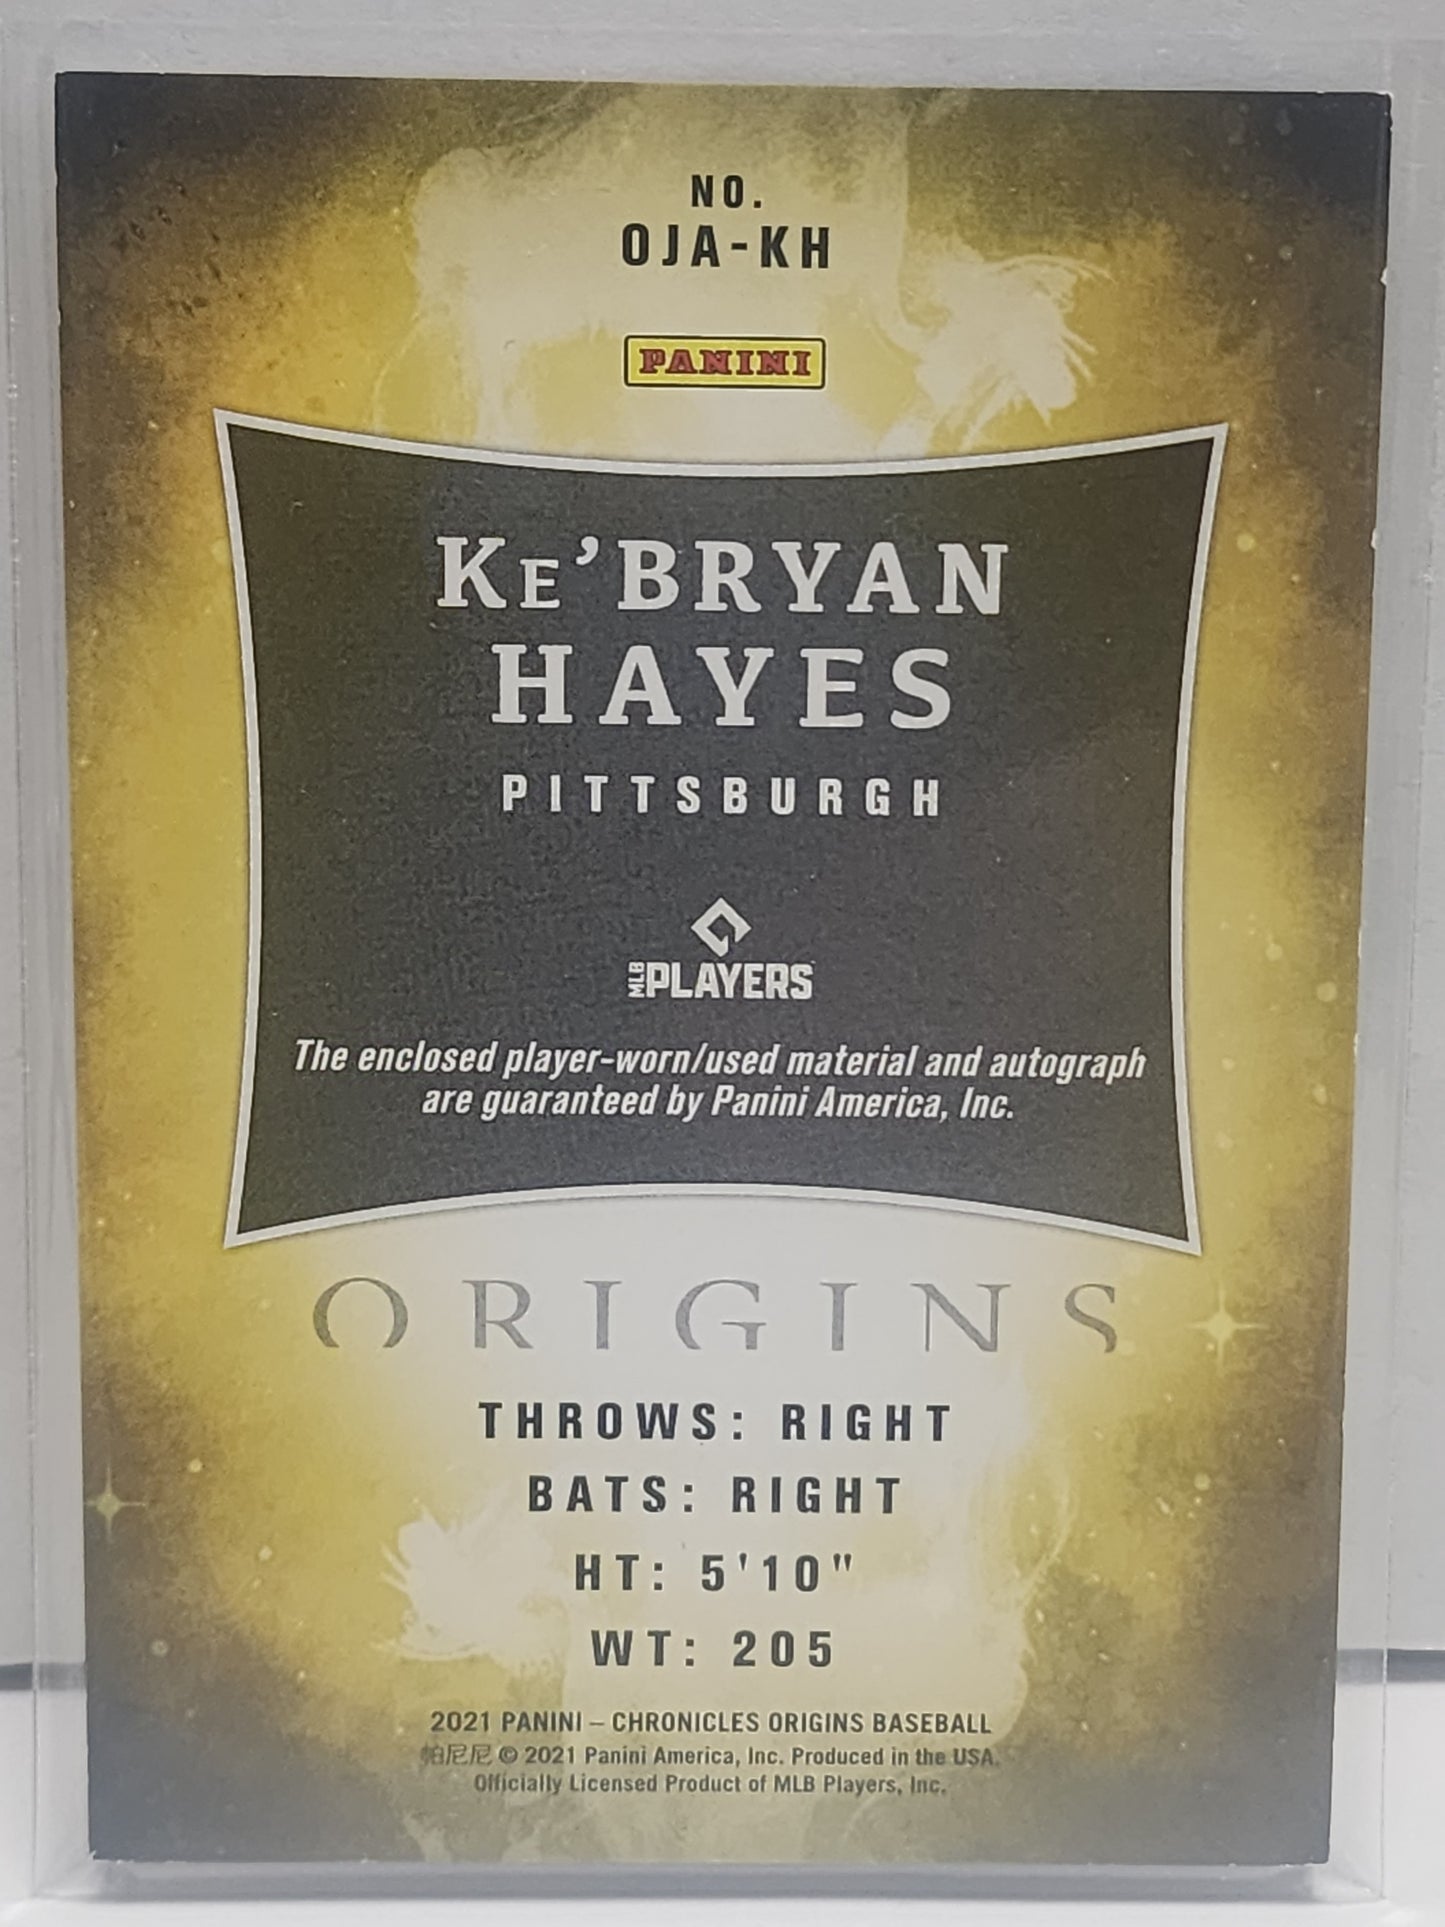 NO.
OJA-KH
PANINI
KE'BRYAN
HAYES
PITTSBURGH
MLB PLAYERS
The enclosed player-worn/used material and autograph
are guaranteed by Panini America, Inc.
ORIGINS
THROWS: RIGHT
BATS: RIGHT
HT: 5'10"
WT: 205
2021 PANINI – CHRONICLES ORIGINS BASEBALL
帕尼尼 © 2021 Panini America, Inc. Produced in the USA.
Officially Licensed Product of MLB Players, Inc.